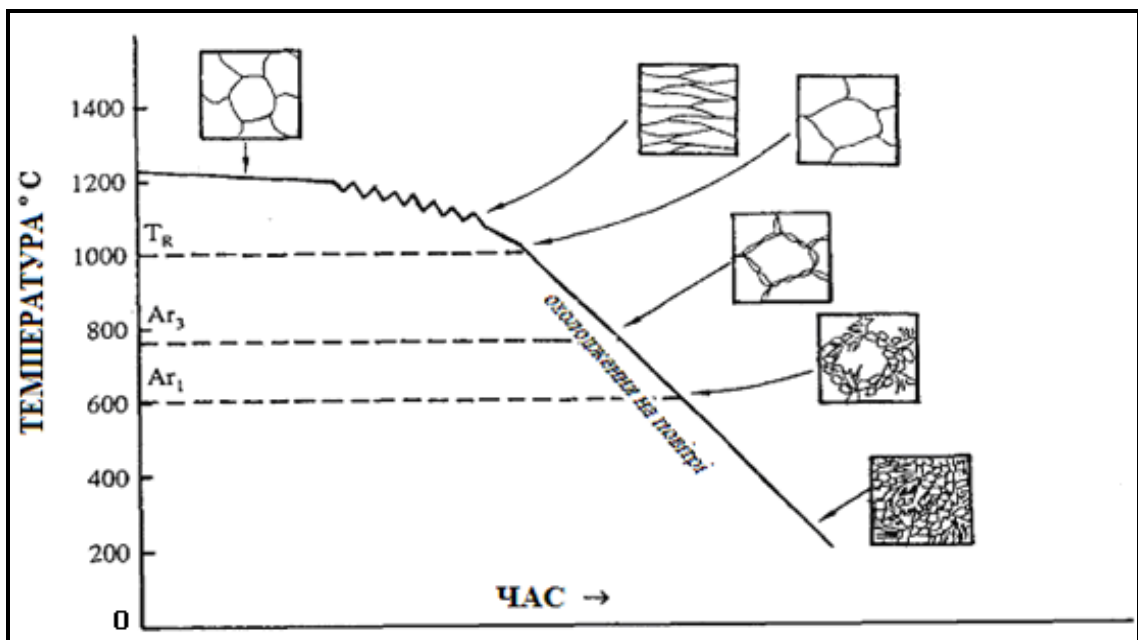 ТЕМПЕРАТУРА ° С
1400
1200
T_R
1000
Ar₃
800
Ar₁
600
400
200
0
охолодження на повітрі
ЧАС →